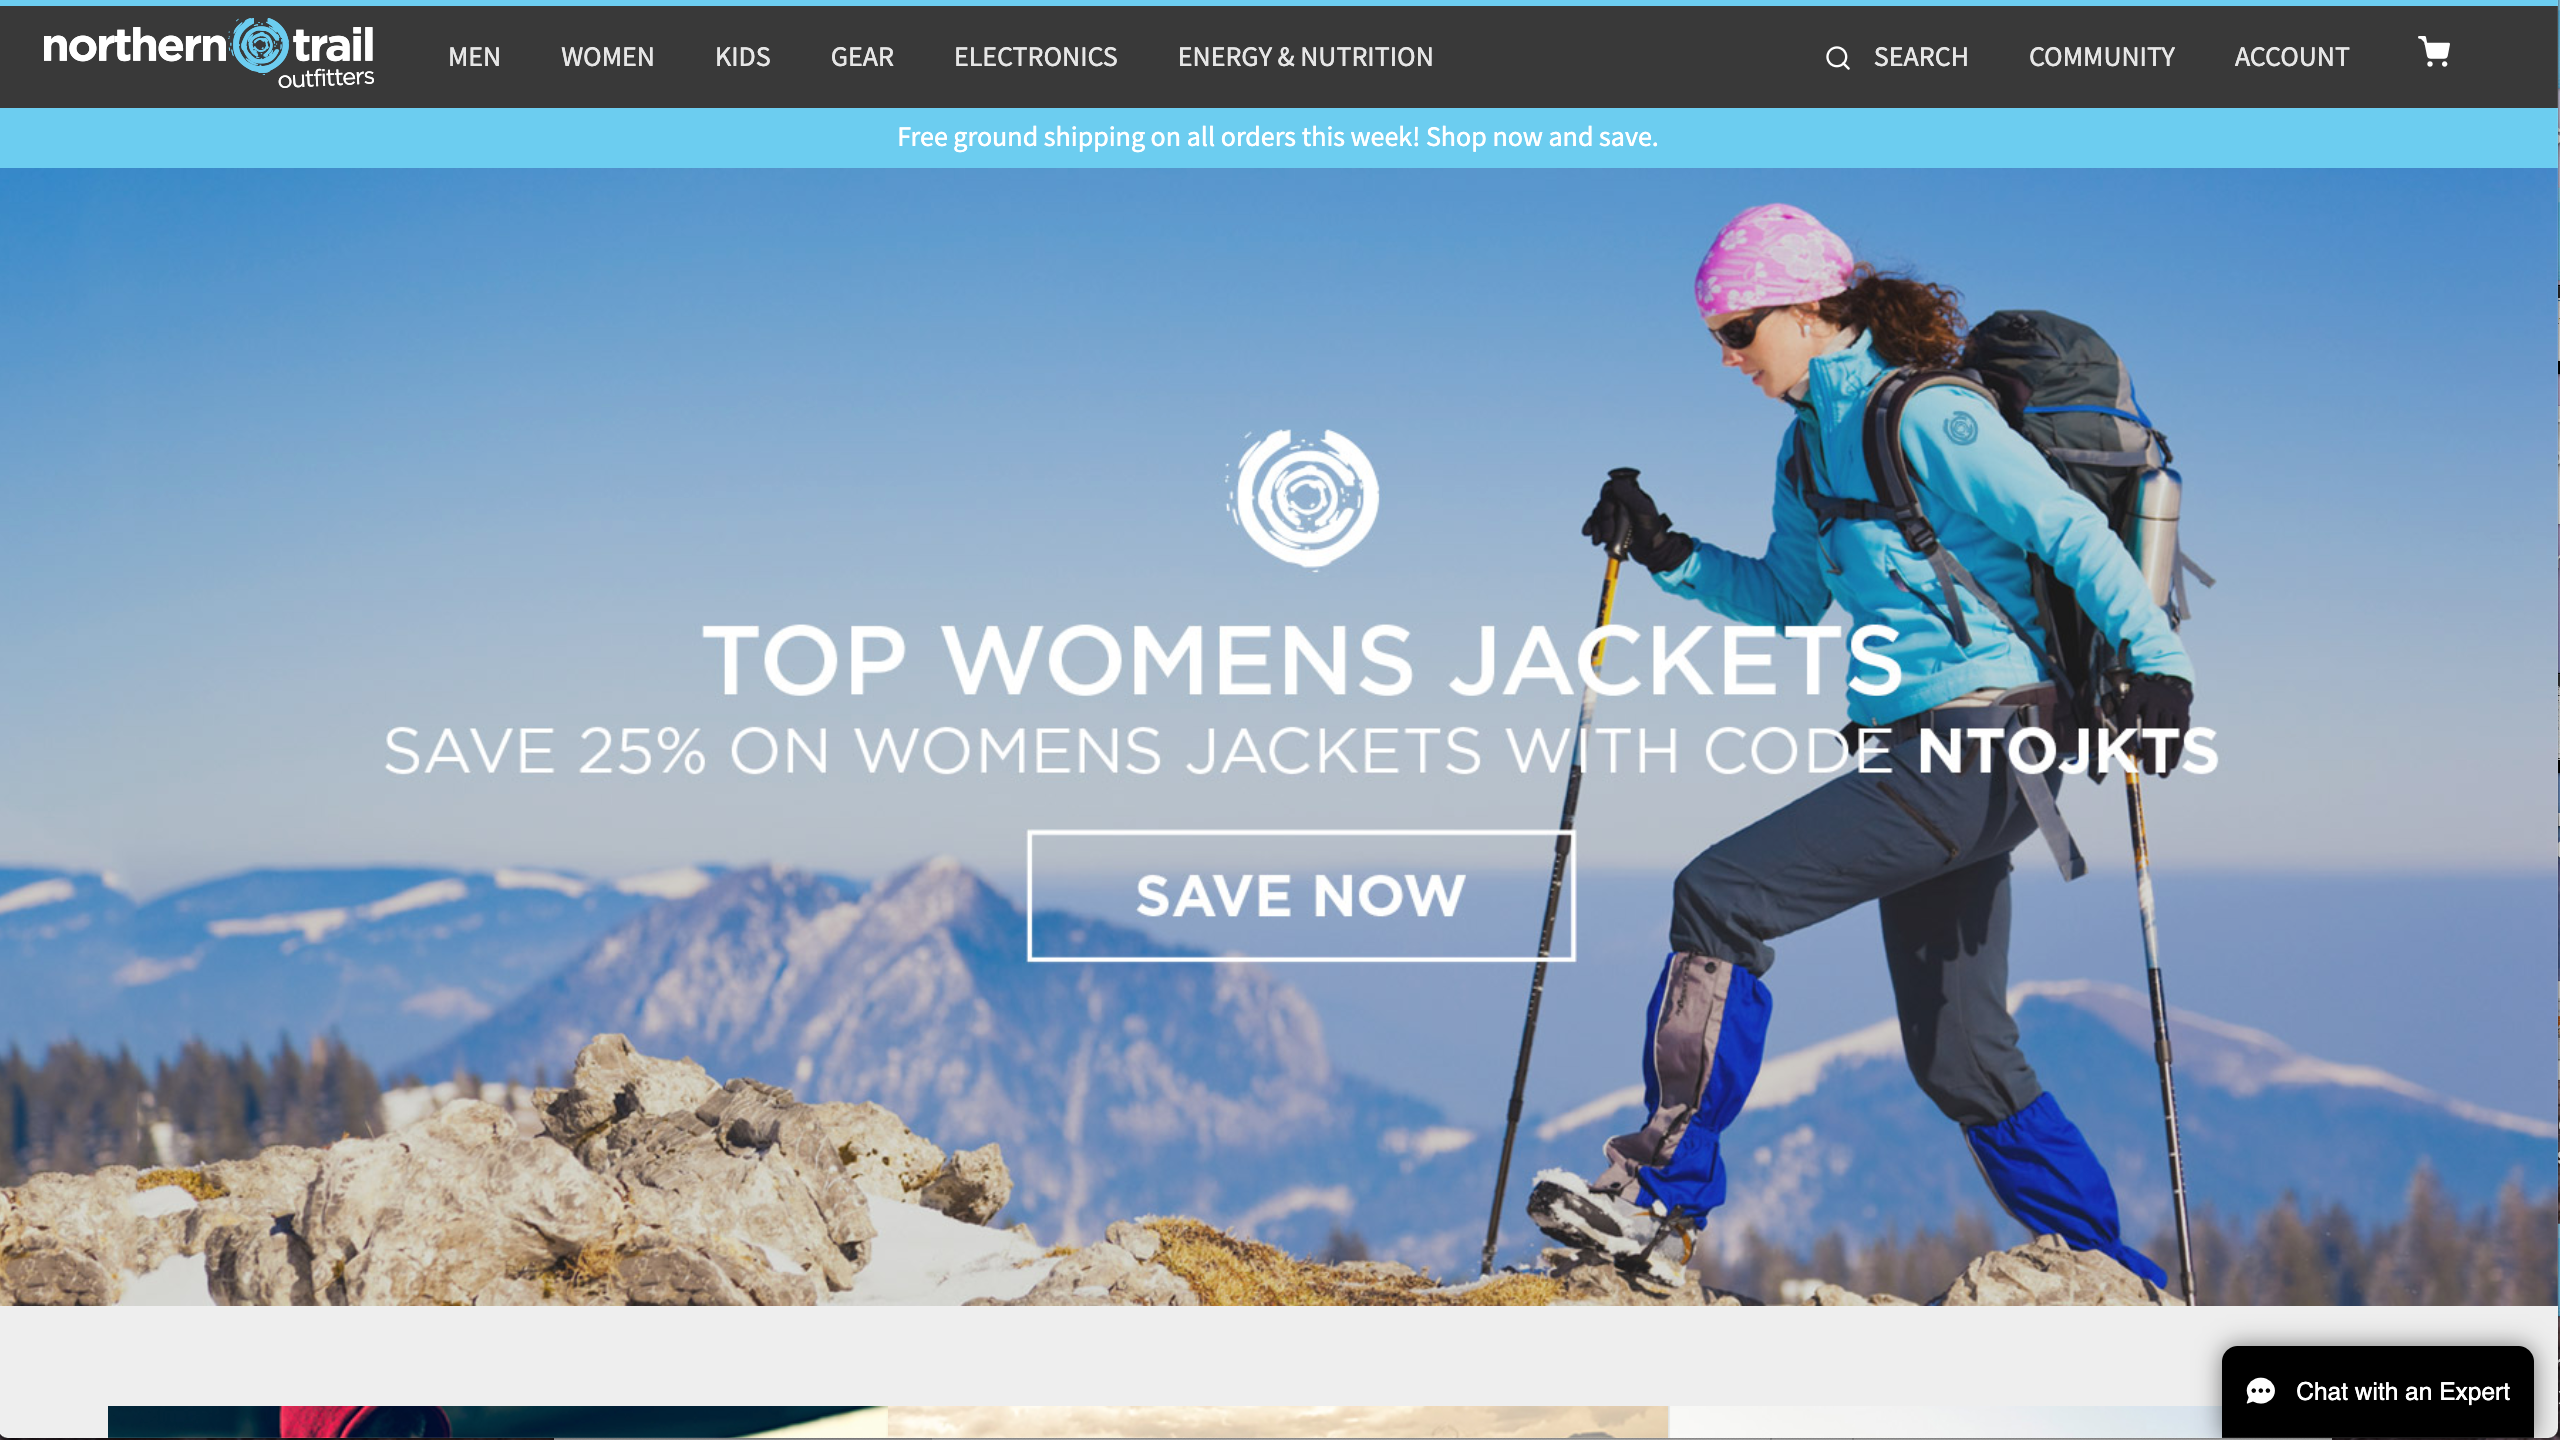 northern trail
outfitters
MEN WOMEN KIDS GEAR ELECTRONICS ENERGY & NUTRITION SEARCH COMMUNITY ACCOUNT
Free ground shipping on all orders this week! Shop now and save.
TOP WOMENS JACKETS
SAVE 25% ON WOMENS JACKETS WITH CODE NTOJKTS
SAVE NOW
Chat with an Expert